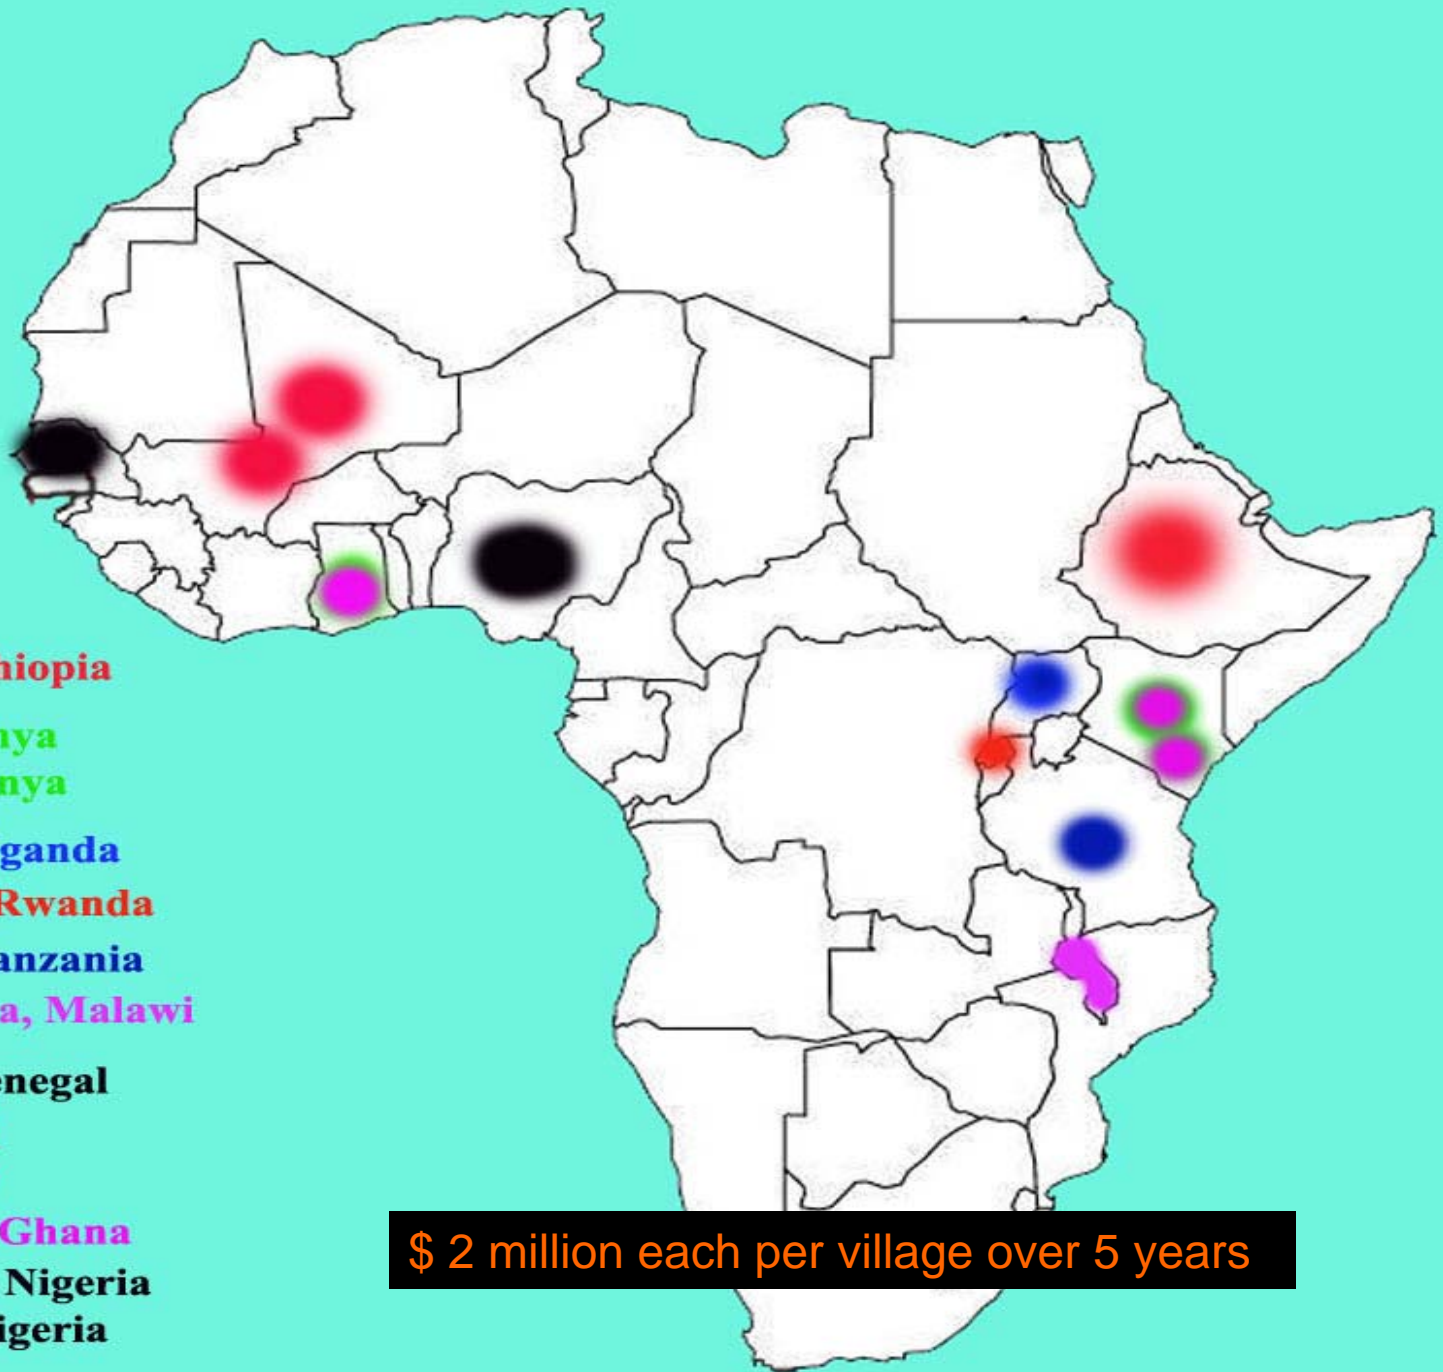 hiopia
nya
nya
ganda
Rwanda
anzania
a, Malawi
enegal
Ghana
Nigeria
igeria
$ 2 million each per village over 5 years